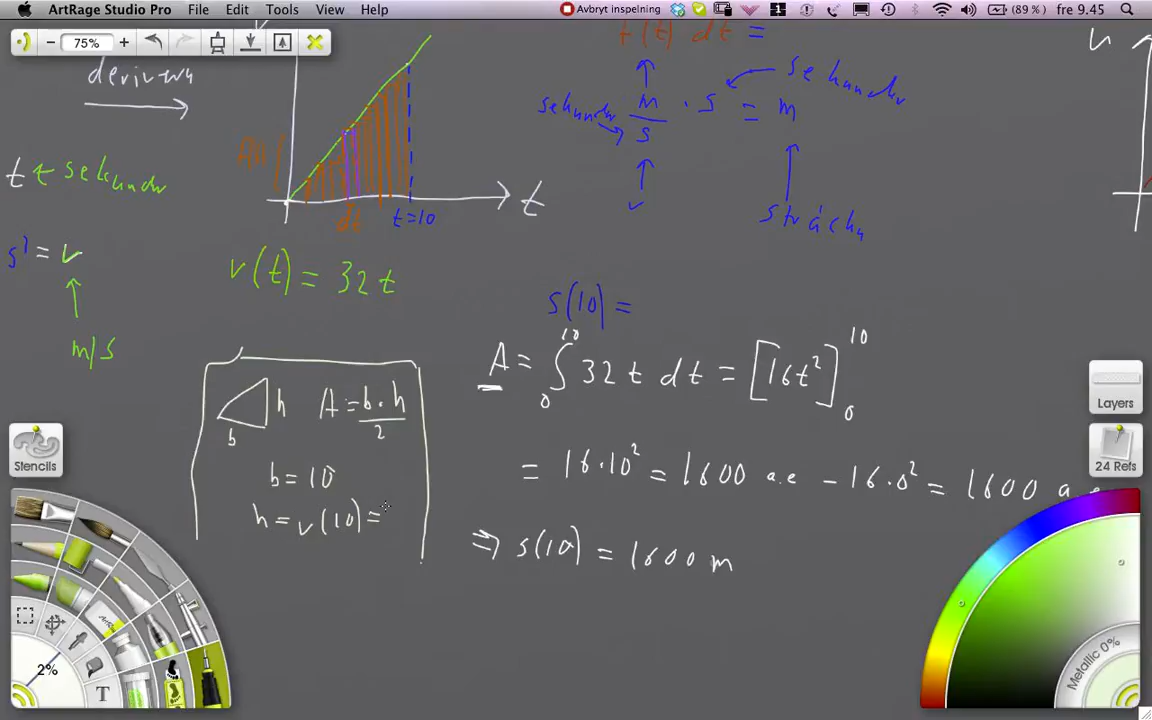 ArtRage Studio Pro File Edit Tools View Help Avbryt inspelning 1 (89 %) fre 9.45
75%
f(t) dt =
derivera
sekunder
sekunder m/s · s = m
t ← sekunder
dt
t=10
t
v
sträcka
s' = v
v(t) = 32t
m/s
s(10) =
A = ∫₀¹⁰ 32 t dt = [16t²]₀¹⁰
h A = b·h/2
b
b = 10
= 16·10² = 1600 a.e - 16·0² = 1600 a.e
h = v(10) =
⇒ s(10) = 1600 m
Layers
Stencils
24 Refs
2%
T
Metallic 0%